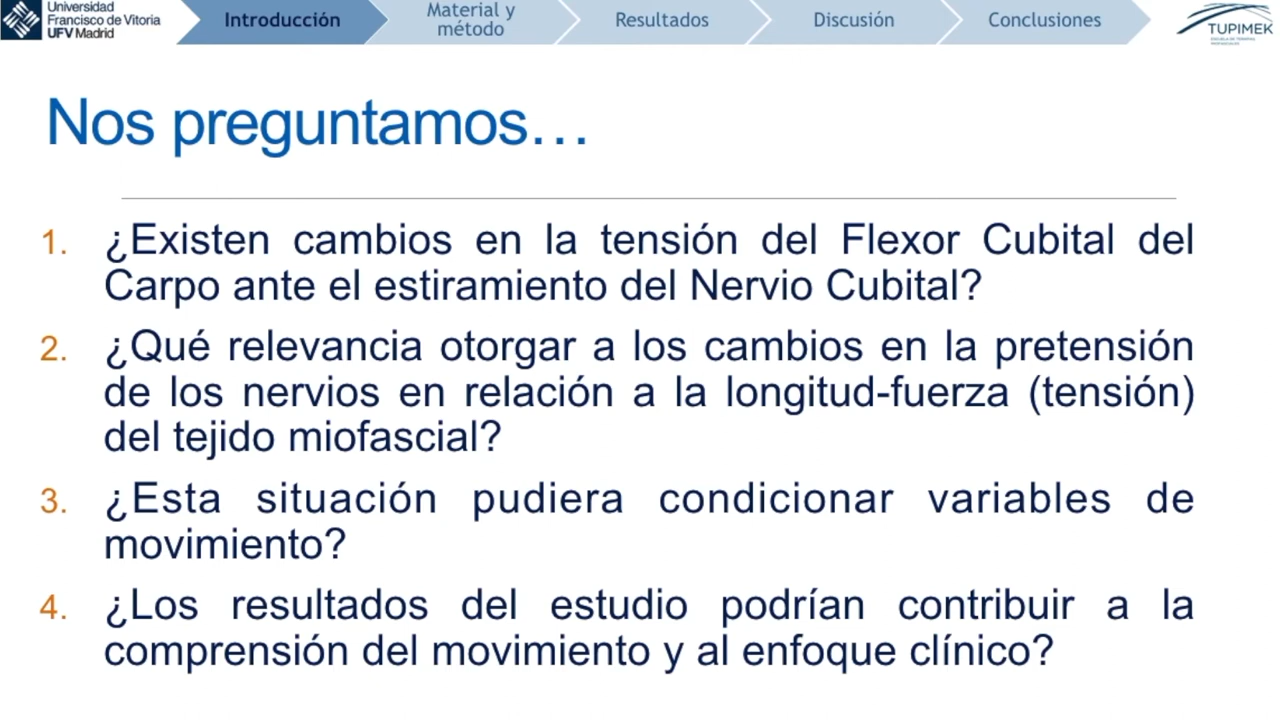 Universidad
Francisco de Vitoria
UFV Madrid
Introducción
Material y
método
Resultados
Discusión
Conclusiones
TUPIMEK
Nos preguntamos…
1. ¿Existen cambios en la tensión del Flexor Cubital del
Carpo ante el estiramiento del Nervio Cubital?
2. ¿Qué relevancia otorgar a los cambios en la pretensión
de los nervios en relación a la longitud-fuerza (tensión)
del tejido miofascial?
3. ¿Esta situación pudiera condicionar variables de
movimiento?
4. ¿Los resultados del estudio podrían contribuir a la
comprensión del movimiento y al enfoque clínico?